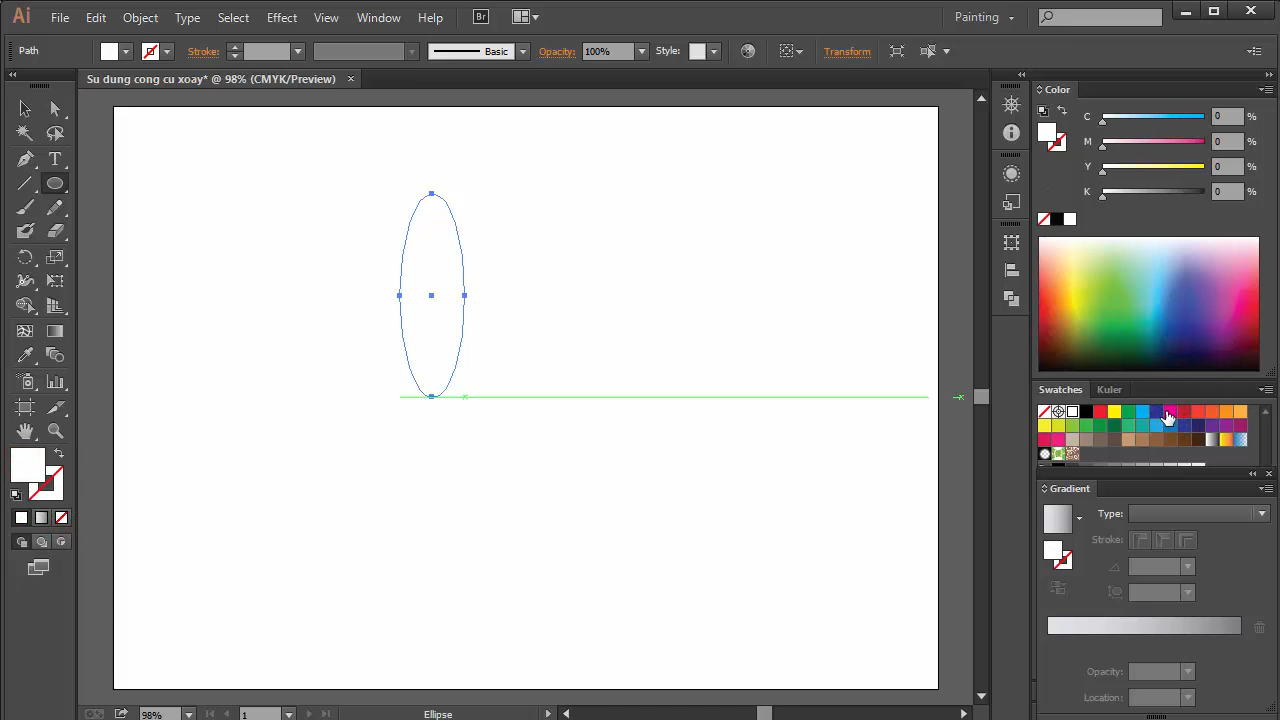 Ai File Edit Object Type Select Effect View Window Help Br Painting
Path Stroke: Basic Opacity: 100% Style: Transform
Su dung cong cu xoay* @ 98% (CMYK/Preview) ×
Color
C 0 %
M 0 %
Y 0 %
K 0 %
Swatches Kuler
Gradient
Type:
Stroke:
Opacity:
Location:
98% 1 Ellipse